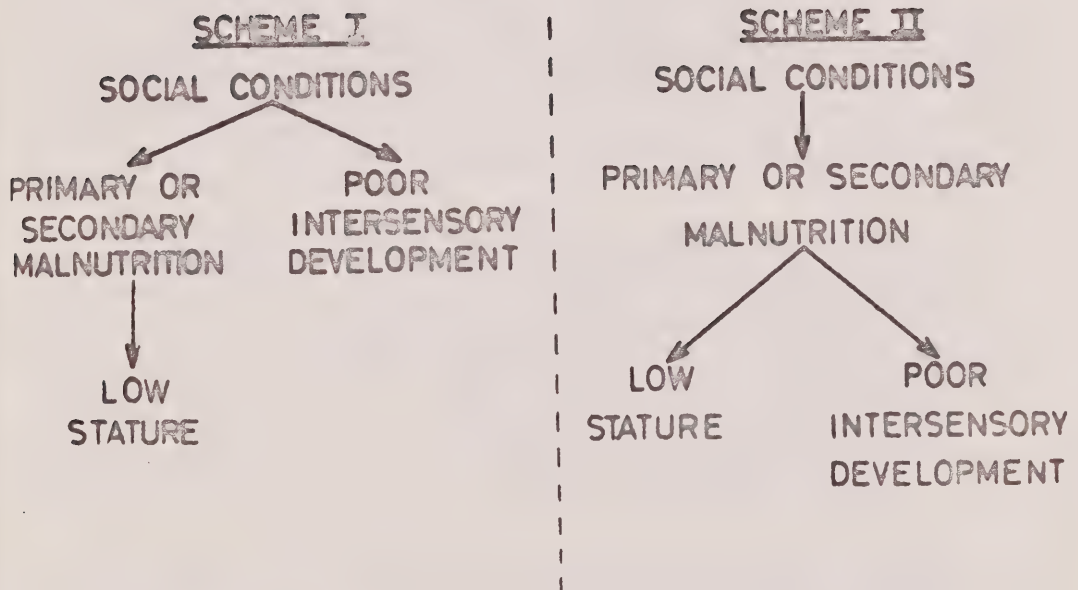 SCHEME I
SOCIAL CONDITIONS
PRIMARY OR
SECONDARY
MALNUTRITION
POOR
INTERSENSORY
DEVELOPMENT
LOW
STATURE
SCHEME II
SOCIAL CONDITIONS
PRIMARY OR SECONDARY
MALNUTRITION
LOW
STATURE
POOR
INTERSENSORY
DEVELOPMENT